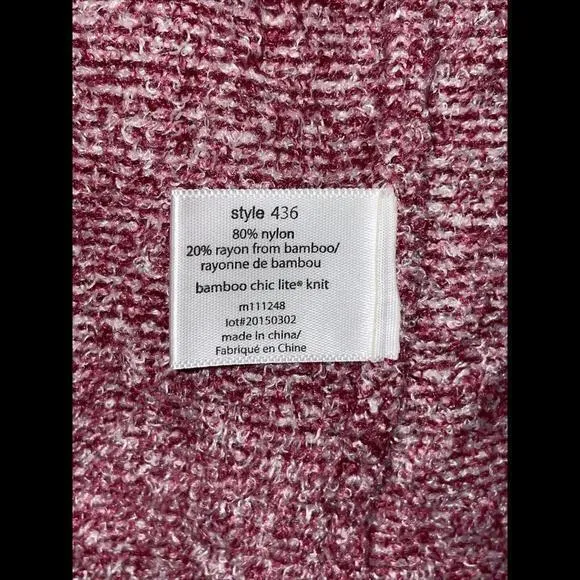 style 436
80% nylon
20% rayon from bamboo/
rayonne de bambou
bamboo chic lite® knit
rn111248
lot#20150302
made in china/
Fabriqué en Chine